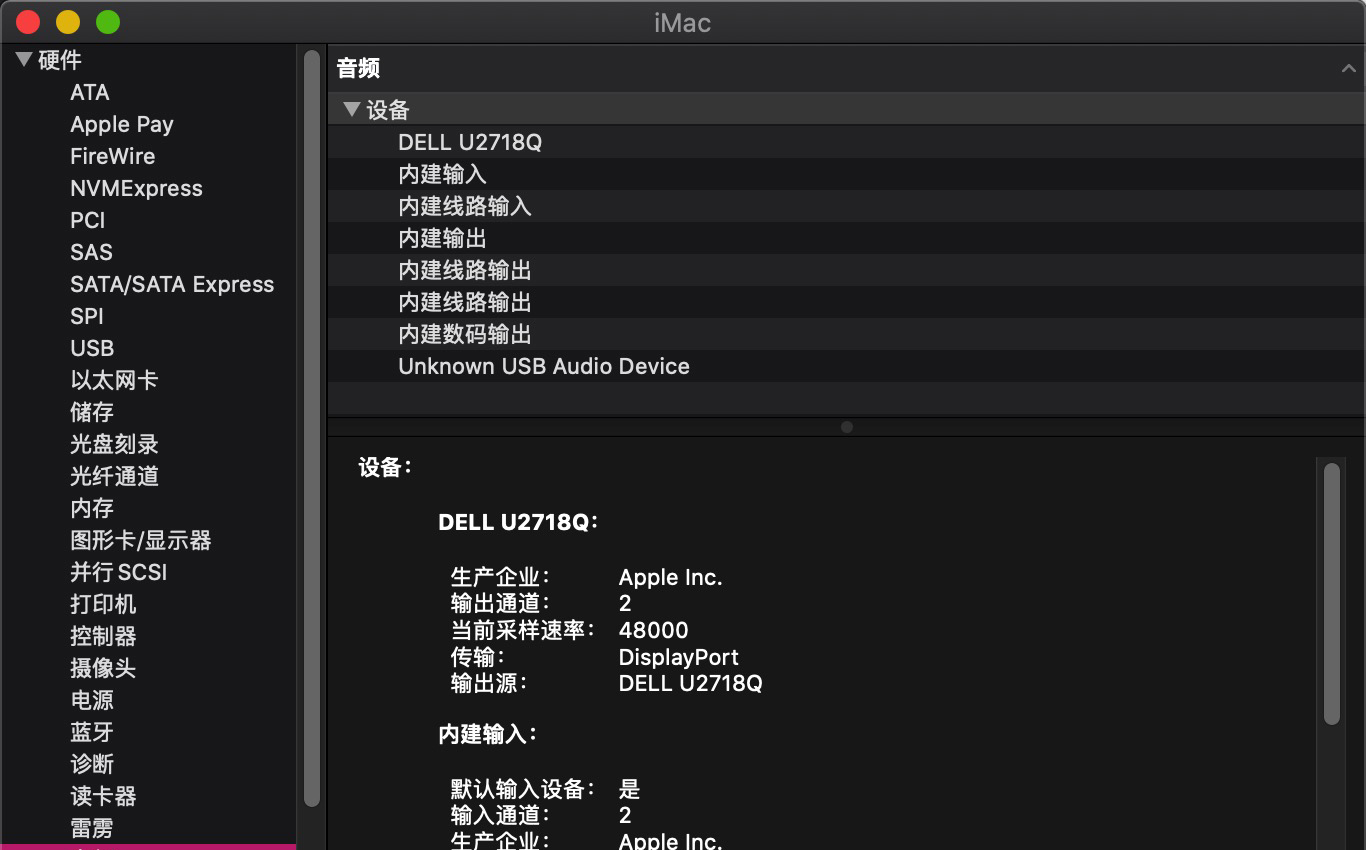 iMac
硬件
ATA
Apple Pay
FireWire
NVMExpress
PCI
SAS
SATA/SATA Express
SPI
USB
以太网卡
储存
光盘刻录
光纤通道
内存
图形卡/显示器
并行 SCSI
打印机
控制器
摄像头
电源
蓝牙
诊断
读卡器
雷雳
音频
设备
DELL U2718Q
内建输入
内建线路输入
内建输出
内建线路输出
内建线路输出
内建数码输出
Unknown USB Audio Device
设备：
DELL U2718Q：
生产企业： Apple Inc.
输出通道： 2
当前采样速率： 48000
传输： DisplayPort
输出源： DELL U2718Q
内建输入：
默认输入设备： 是
输入通道： 2
生产企业： Apple Inc.